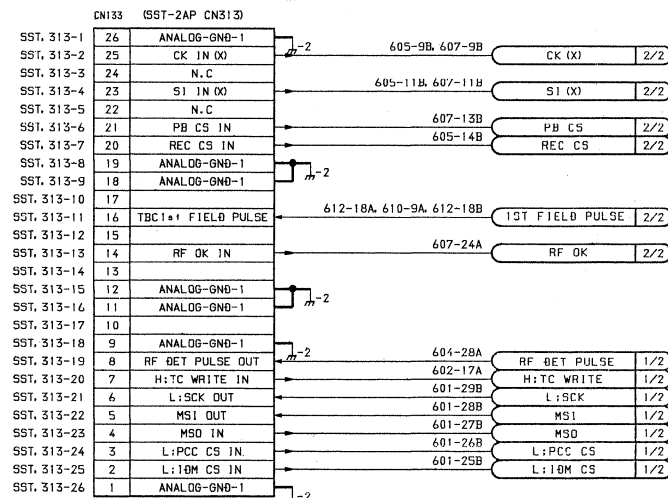 CN133 (SST-2AP CN313)
SST. 313-1 26 ANALOG-GND-1 -2
SST. 313-2 25 CK IN (X) 605-9B, 607-9B CK (X) 2/2
SST. 313-3 24 N.C
SST. 313-4 23 SI IN (X) 605-11B, 607-11B SI (X) 2/2
SST. 313-5 22 N.C
SST. 313-6 21 PB CS IN 607-13B PB CS 2/2
SST. 313-7 20 REC CS IN 605-14B REC CS 2/2
SST. 313-8 19 ANALOG-GND-1 -2
SST. 313-9 18 ANALOG-GND-1
SST. 313-10 17
SST. 313-11 16 TBC1st FIELD PULSE 612-18A, 610-9A, 612-18B 1ST FIELD PULSE 2/2
SST. 313-12 15
SST. 313-13 14 RF OK IN 607-24A RF OK 2/2
SST. 313-14 13
SST. 313-15 12 ANALOG-GND-1 -2
SST. 313-16 11 ANALOG-GND-1
SST. 313-17 10
SST. 313-18 9 ANALOG-GND-1 -2
SST. 313-19 8 RF DET PULSE OUT 604-28A RF DET PULSE 1/2
SST. 313-20 7 H:TC WRITE IN 602-17A H:TC WRITE 1/2
SST. 313-21 6 L:SCK OUT 601-29B L:SCK 1/2
SST. 313-22 5 MSI OUT 601-28B MSI 1/2
SST. 313-23 4 MSO IN 601-27B MSO 1/2
SST. 313-24 3 L:PCC CS IN. 601-26B L:PCC CS 1/2
SST. 313-25 2 L:IDM CS IN 601-25B L:IDM CS 1/2
SST. 313-26 1 ANALOG-GND-1 -2